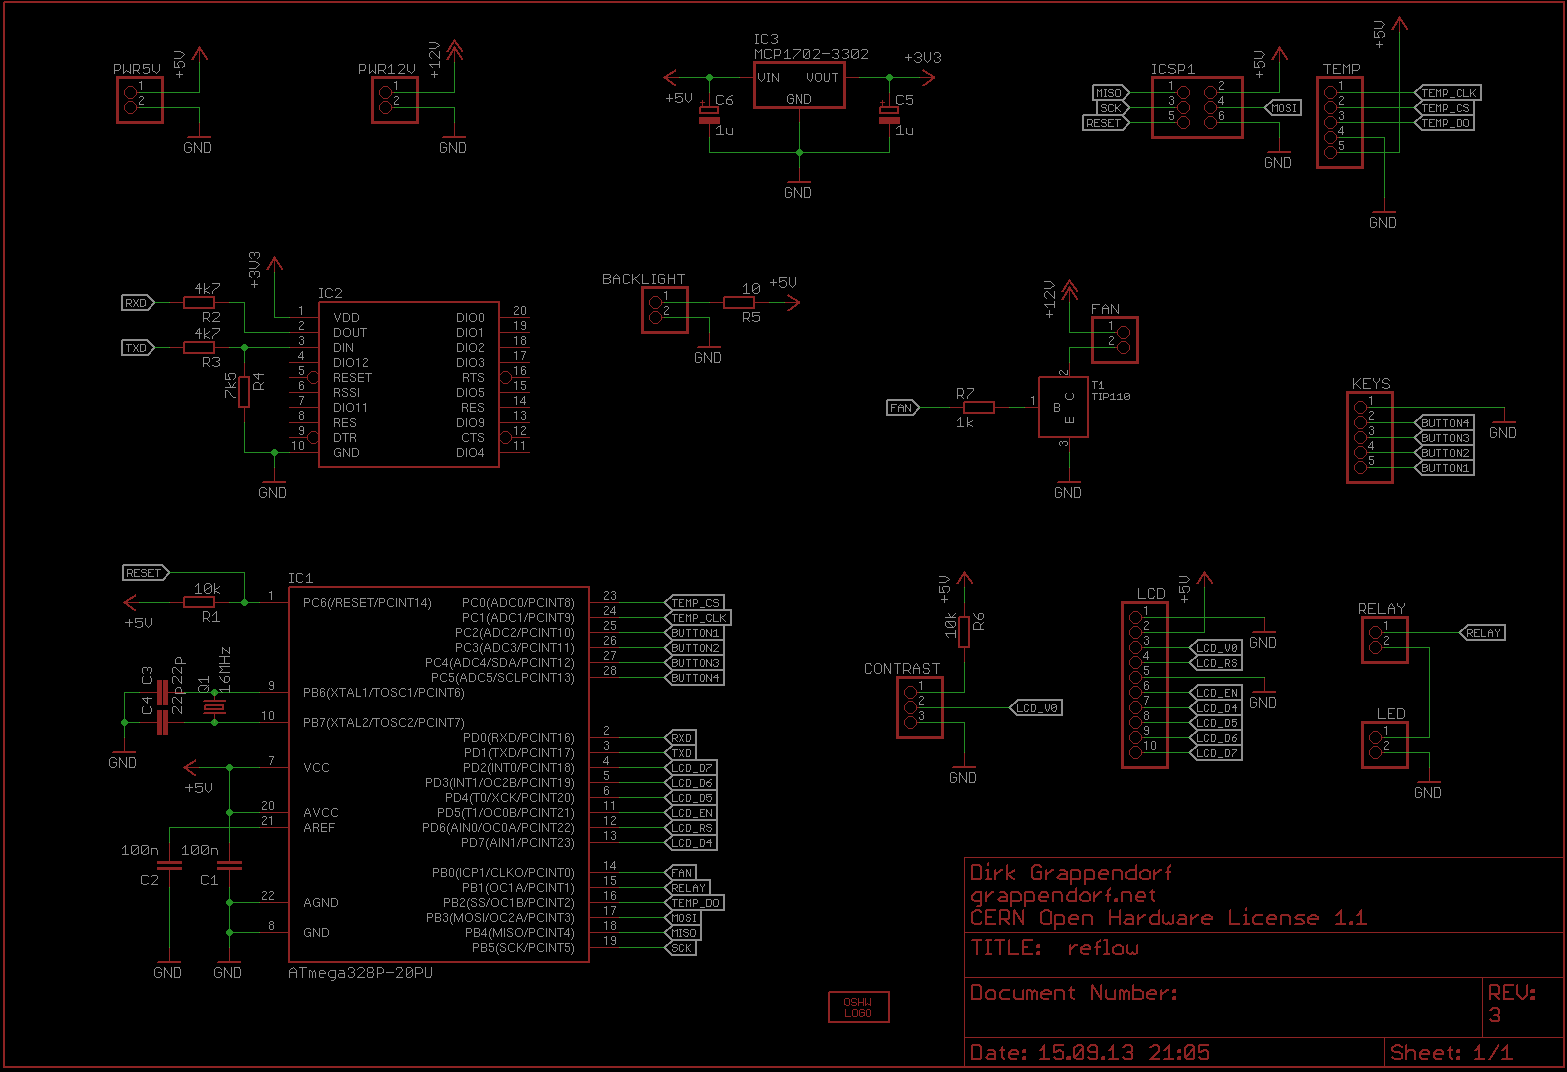 PWR5V
1
2
+5V
GND
PWR12V
1
2
+12V
GND
IC3
MCP1702-3302
VIN VOUT
GND
+5V
+3V3
C6
1u
C5
1u
GND
ICSP1
MISO 1 2
SCK 3 4 MOSI
RESET 5 6
+5V
GND
TEMP
1 TEMP_CLK
2 TEMP_CS
3 TEMP_DO
4
5
+5V
GND
+3V3
RXD 4k7
R2
TXD 4k7
R3
7k5
R4
GND
IC2
1 VDD DIO0 20
2 DOUT DIO1 19
3 DIN DIO2 18
4 DIO12 DIO3 17
5 RESET RTS 16
6 RSSI DIO5 15
7 DIO11 RES 14
8 RES DIO9 13
9 DTR CTS 12
10 GND DIO4 11
BACKLIGHT
1
2
10
R5
+5V
GND
+12V
FAN
1
2
FAN
R7
1k
1 B
2 C
3 E
T1
TIP110
GND
KEYS
1
2 BUTTON4
3 BUTTON3
4 BUTTON2
5 BUTTON1
GND
RESET
10k
R1
+5V
C3
22p
C4
22p
Q1
16MHz
GND
+5V
100n
C2
100n
C1
GND
GND
IC1
1 PC6(/RESET/PCINT14)
9 PB6(XTAL1/TOSC1/PCINT6)
10 PB7(XTAL2/TOSC2/PCINT7)
7 VCC
20 AVCC
21 AREF
22 AGND
8 GND
PC0(ADC0/PCINT8) 23 TEMP_CS
PC1(ADC1/PCINT9) 24 TEMP_CLK
PC2(ADC2/PCINT10) 25 BUTTON1
PC3(ADC3/PCINT11) 26 BUTTON2
PC4(ADC4/SDA/PCINT12) 27 BUTTON3
PC5(ADC5/SCLPCINT13) 28 BUTTON4
PD0(RXD/PCINT16) 2 RXD
PD1(TXD/PCINT17) 3 TXD
PD2(INT0/PCINT18) 4 LCD_D7
PD3(INT1/OC2B/PCINT19) 5 LCD_D6
PD4(T0/XCK/PCINT20) 6 LCD_D5
PD5(T1/OC0B/PCINT21) 11 LCD_EN
PD6(AIN0/OC0A/PCINT22) 12 LCD_RS
PD7(AIN1/PCINT23) 13 LCD_D4
PB0(ICP1/CLKO/PCINT0) 14 FAN
PB1(OC1A/PCINT1) 15 RELAY
PB2(SS/OC1B/PCINT2) 16 TEMP_DO
PB3(MOSI/OC2A/PCINT3) 17 MOSI
PB4(MISO/PCINT4) 18 MISO
PB5(SCK/PCINT5) 19 SCK
ATmega328P-20PU
+5V
10k
R6
CONTRAST
1
2 LCD_V0
3
GND
LCD
+5V
1
2
3 LCD_V0
4 LCD_RS
5
6 LCD_EN
7 LCD_D4
8 LCD_D5
9 LCD_D6
10 LCD_D7
GND
GND
RELAY
1 RELAY
2
LED
1
2
GND
OSHW
LOGO
Dirk Grappendorf
grappendorf.net
CERN Open Hardware License 1.1
TITLE: reflow
Document Number:
REV:
3
Date: 15.09.13 21:05
Sheet: 1/1